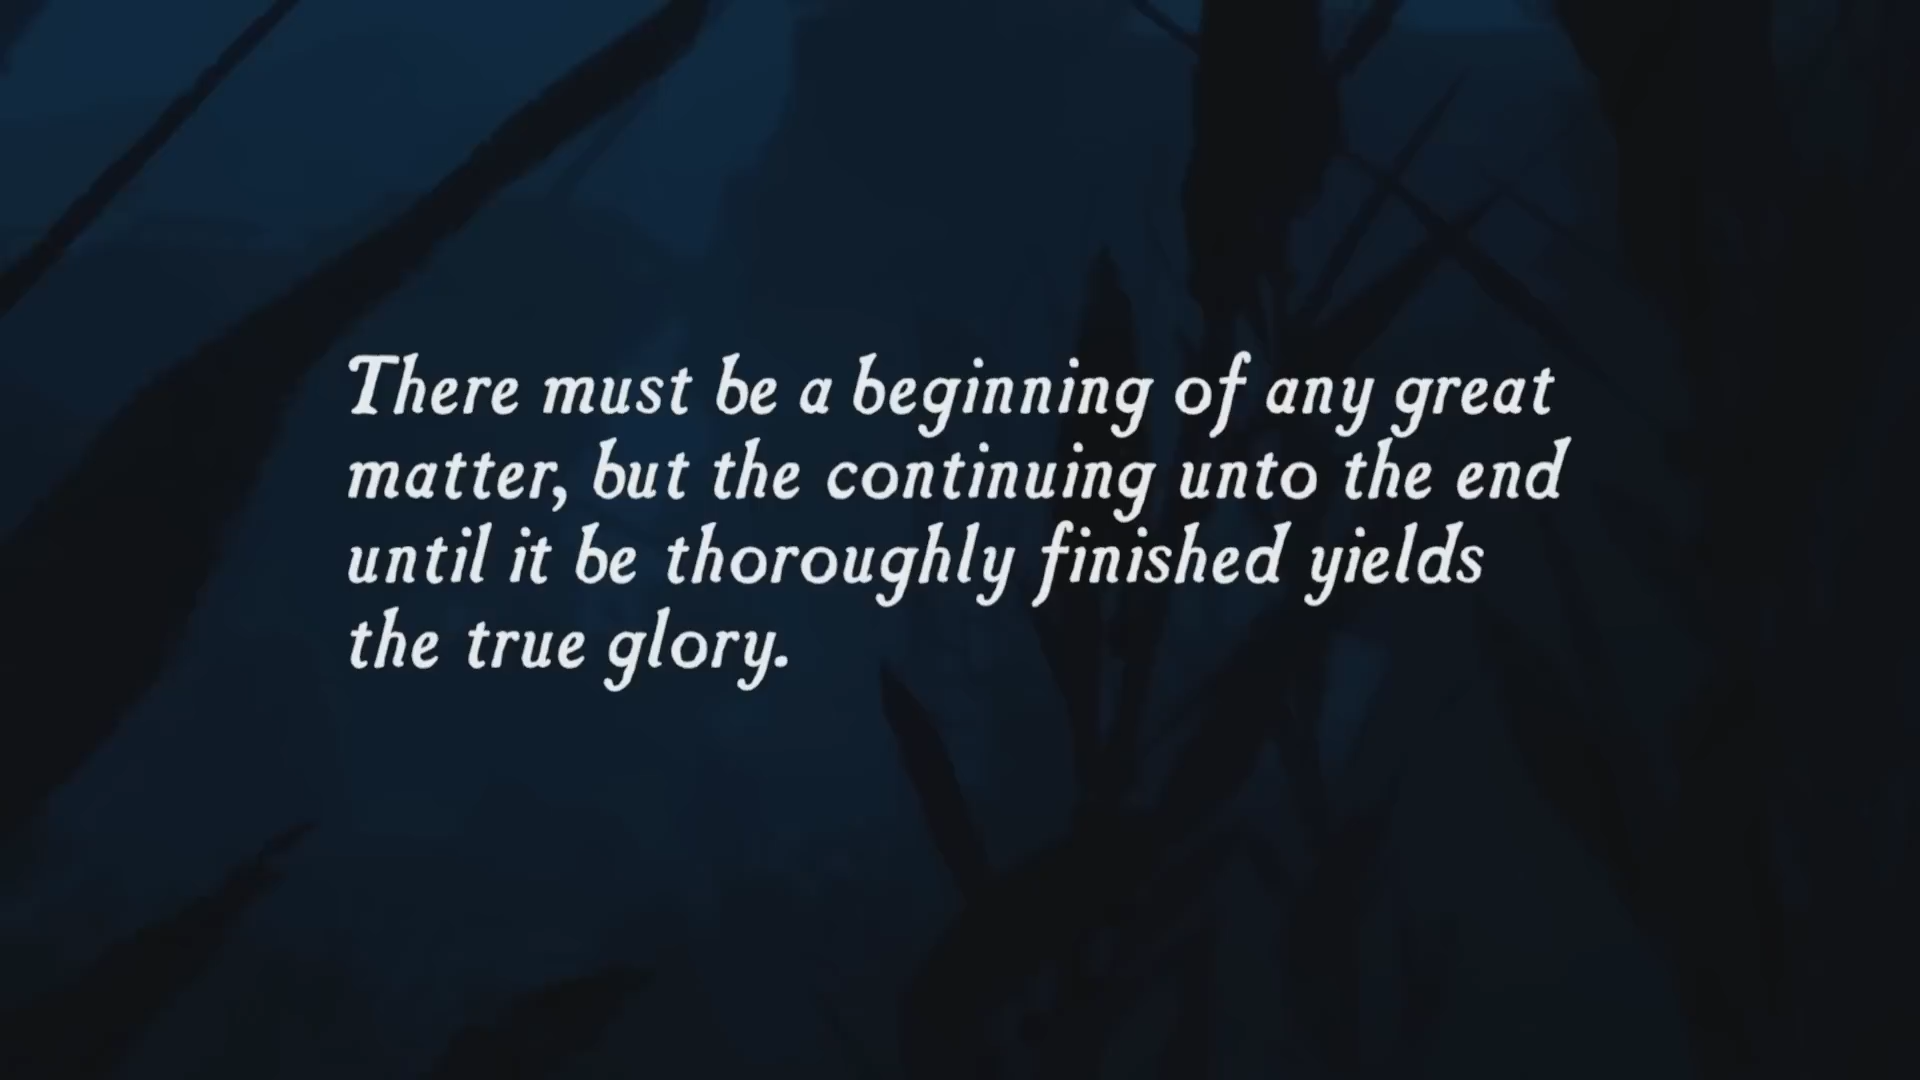 There must be a beginning of any great
matter, but the continuing unto the end
until it be thoroughly finished yields
the true glory.